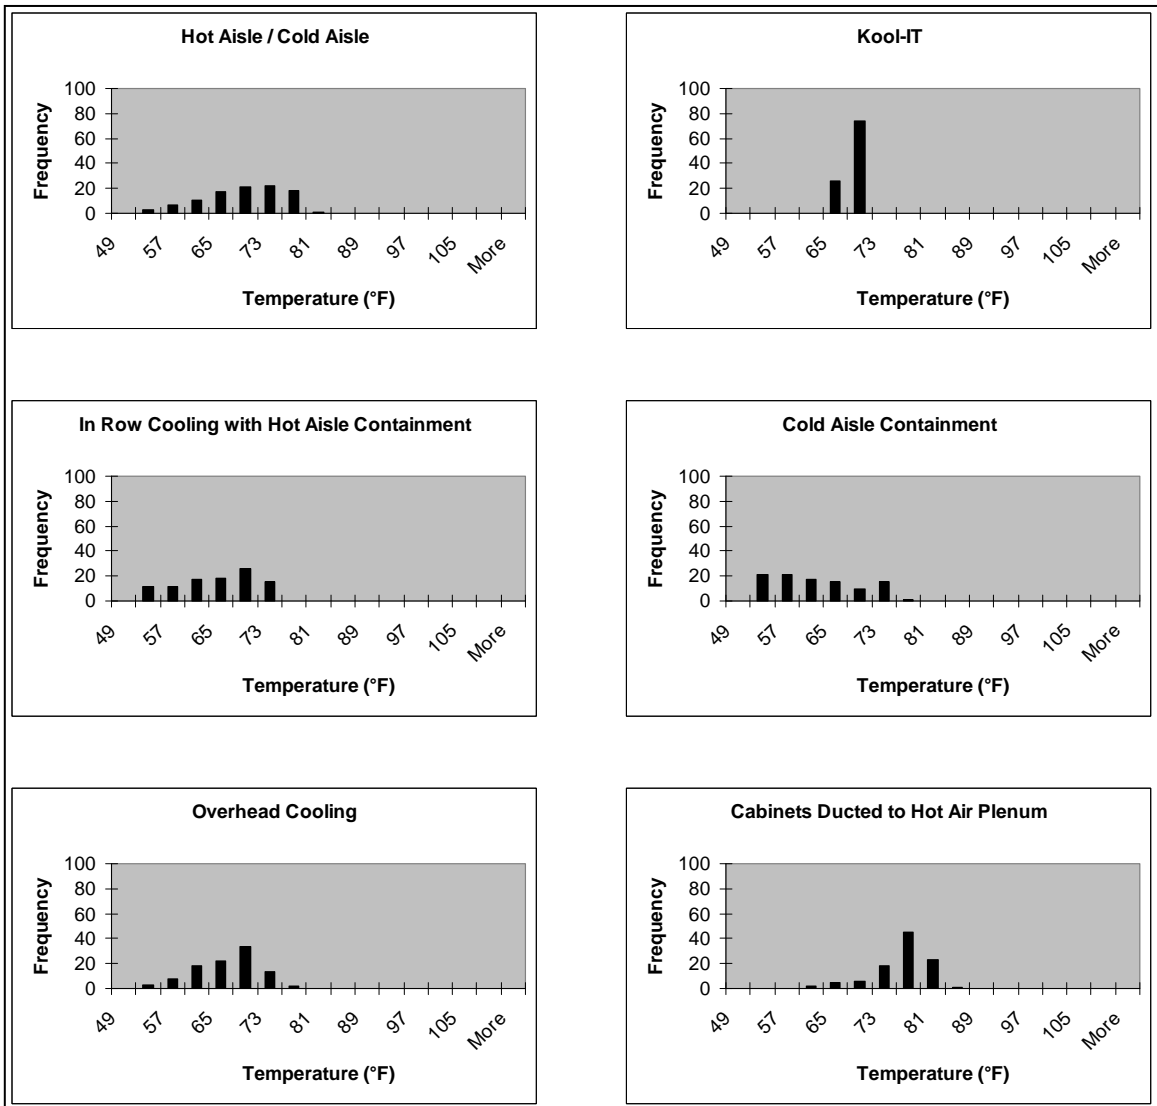 Hot Aisle / Cold Aisle
Frequency
100
80
60
40
20
0
49 57 65 73 81 89 97 105 More
Temperature (°F)
Kool-IT
Frequency
100
80
60
40
20
0
49 57 65 73 81 89 97 105 More
Temperature (°F)
In Row Cooling with Hot Aisle Containment
Frequency
100
80
60
40
20
0
49 57 65 73 81 89 97 105 More
Temperature (°F)
Cold Aisle Containment
Frequency
100
80
60
40
20
0
49 57 65 73 81 89 97 105 More
Temperature (°F)
Overhead Cooling
Frequency
100
80
60
40
20
0
49 57 65 73 81 89 97 105 More
Temperature (°F)
Cabinets Ducted to Hot Air Plenum
Frequency
100
80
60
40
20
0
49 57 65 73 81 89 97 105 More
Temperature (°F)